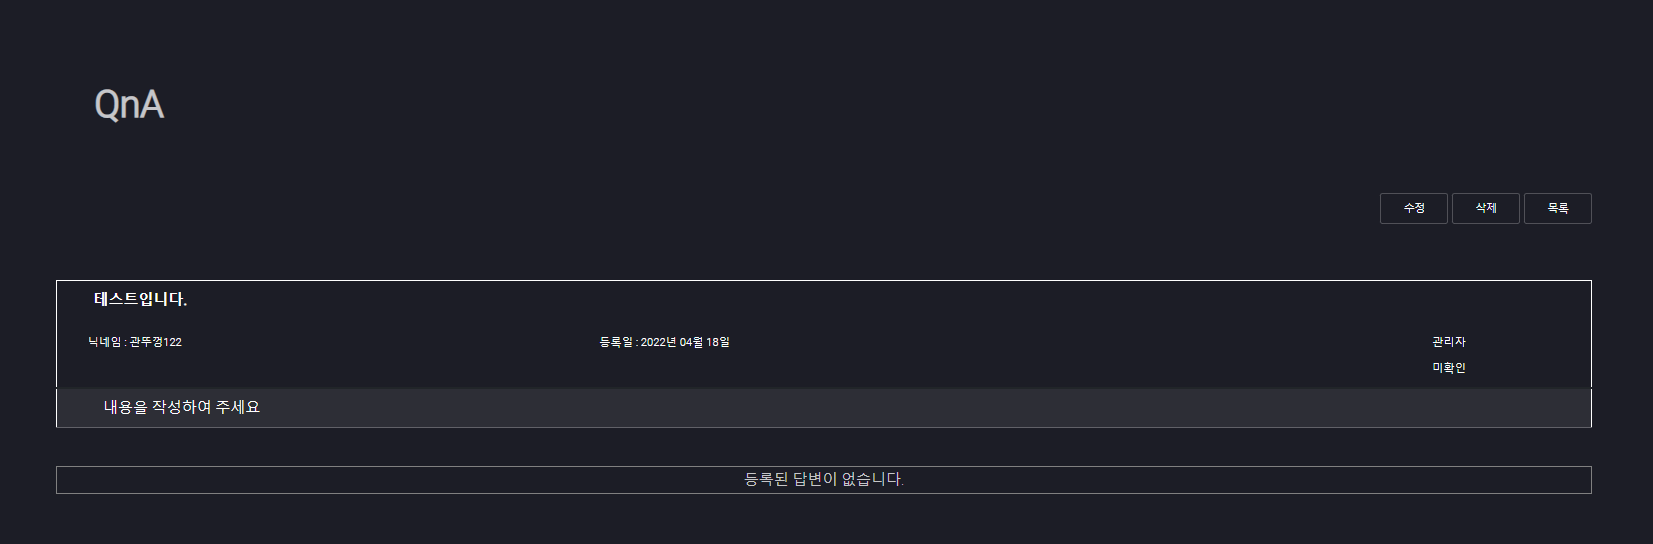 QnA
수정 삭제 목록
테스트입니다.
닉네임 : 관뚜껑122 등록일 : 2022년 04월 18일 관리자
미확인
내용을 작성하여 주세요
등록된 답변이 없습니다.